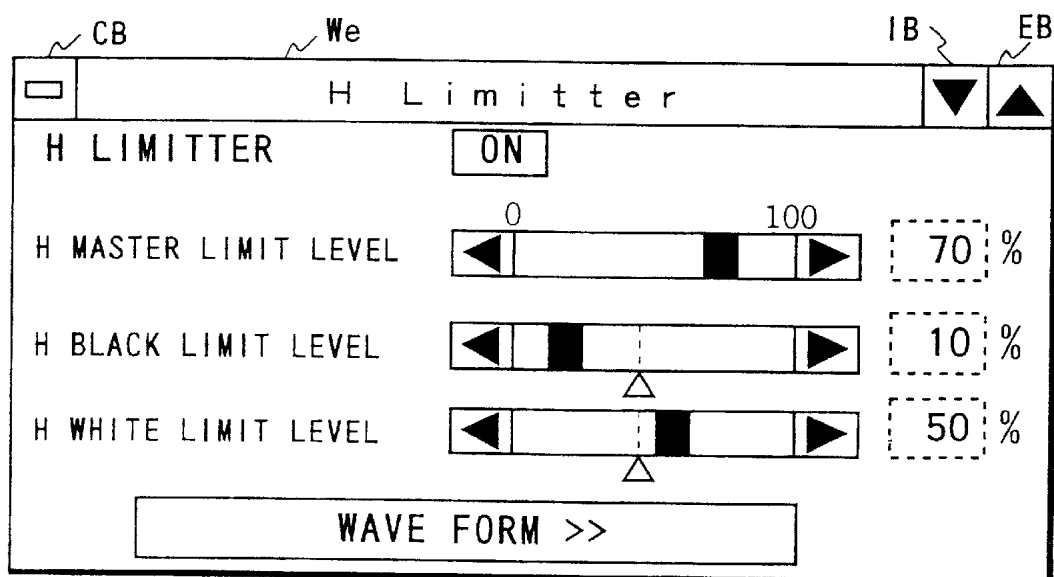 CB We IB EB
H Limitter
H LIMITTER ON
0 100
H MASTER LIMIT LEVEL 70 %
H BLACK LIMIT LEVEL 10 %
H WHITE LIMIT LEVEL 50 %
WAVE FORM >>